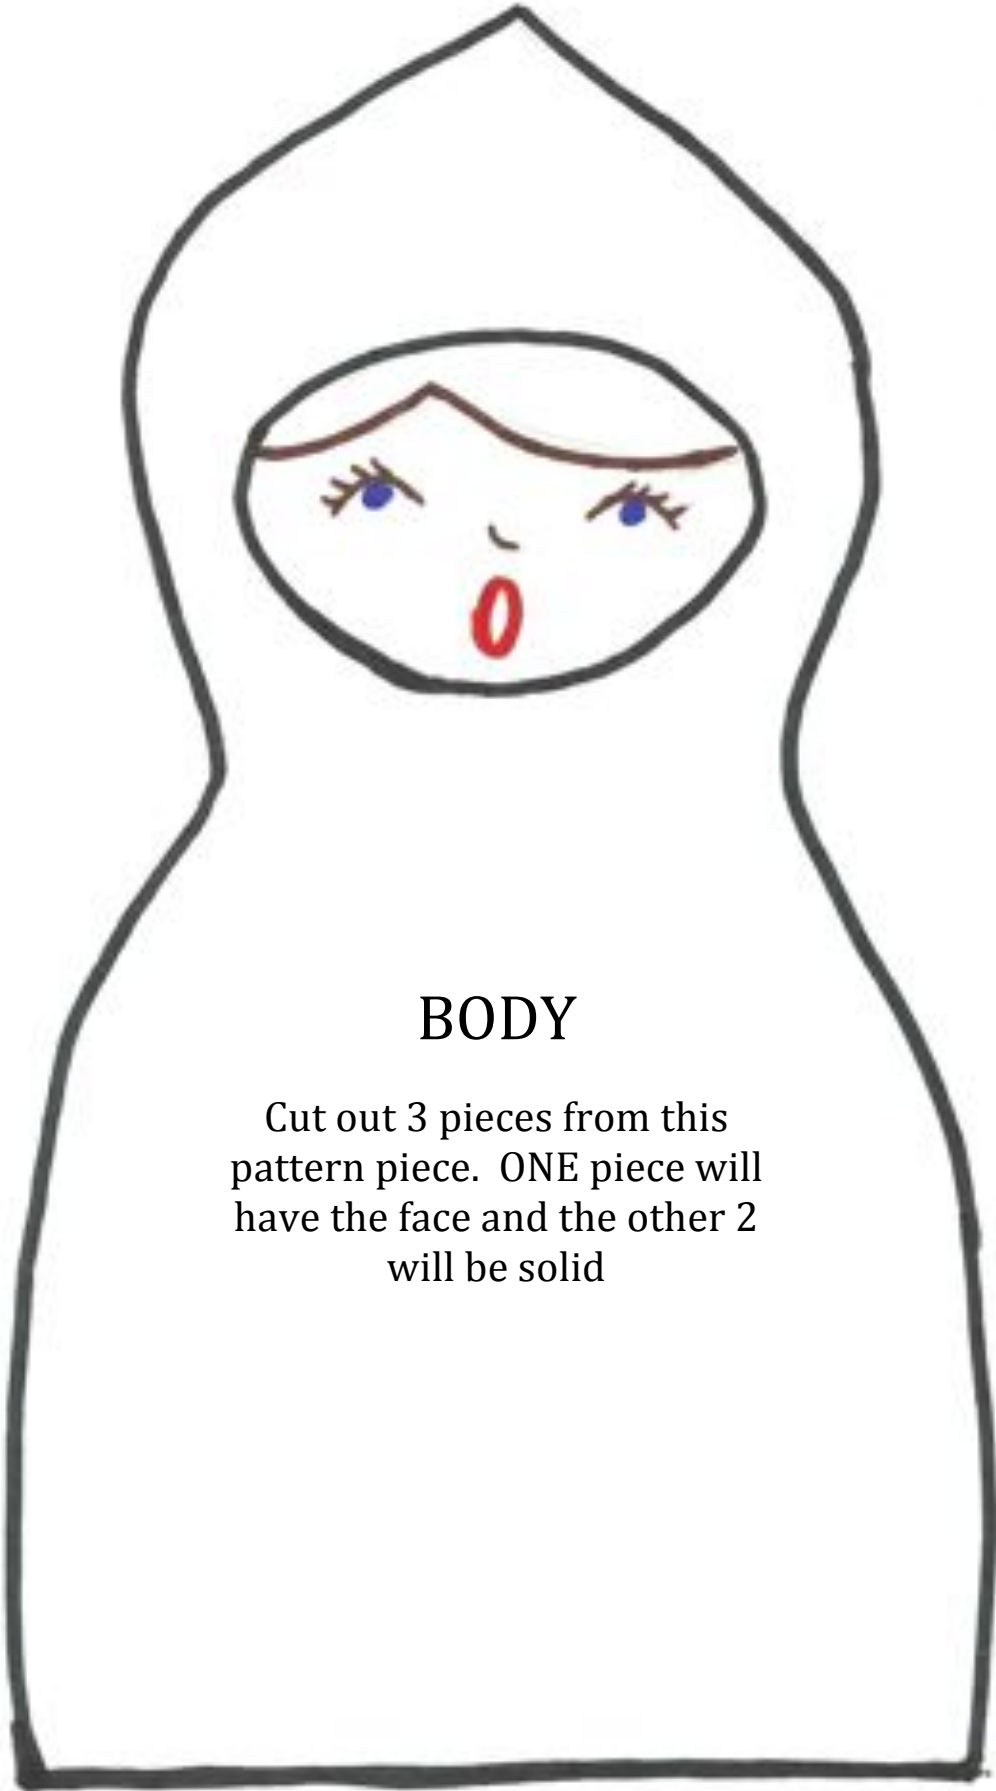 BODY
Cut out 3 pieces from this
pattern piece.  ONE piece will
have the face and the other 2
will be solid